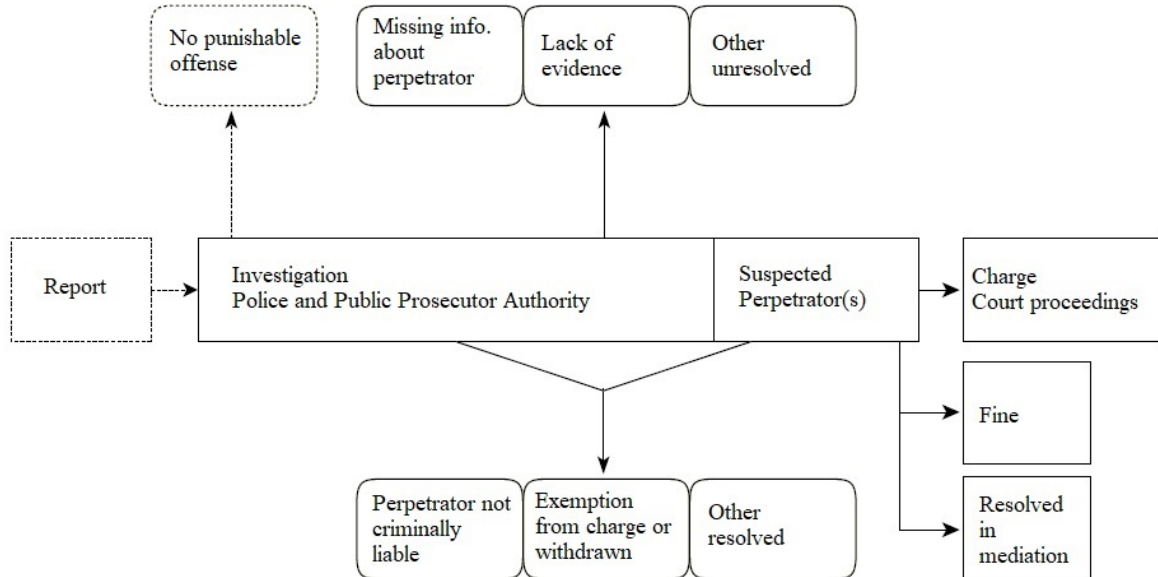 No punishable
offense
Missing info.
about
perpetrator
Lack of
evidence
Other
unresolved
Report
Investigation
Police and Public Prosecutor Authority
Suspected
Perpetrator(s)
Charge
Court proceedings
Fine
Perpetrator not
criminally
liable
Exemption
from charge or
withdrawn
Other
resolved
Resolved
in
mediation